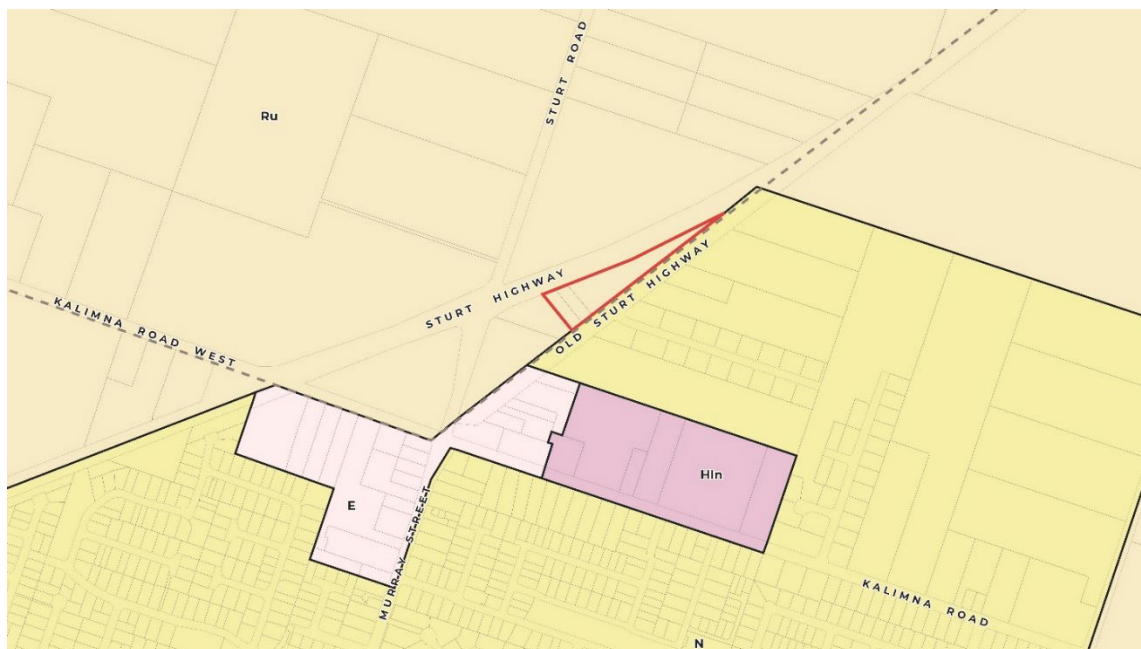 STURT ROAD
Ru
STURT HIGHWAY
OLD STURT HIGHWAY
KALIMNA ROAD WEST
Hln
E
MURRAY STREET
KALIMNA ROAD
N